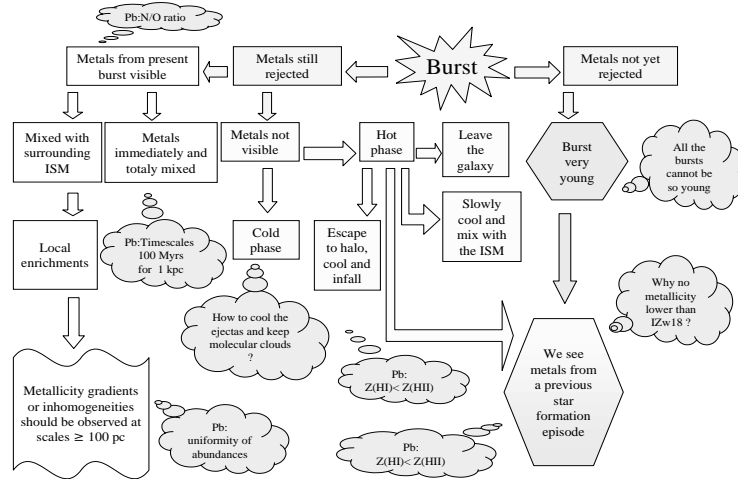 Pb:N/O ratio
Metals from present
burst visible
Metals still
rejected
Burst
Metals not yet
rejected
Mixed with
surrounding
ISM
Metals
immediately and
totaly mixed
Metals not
visible
Hot
phase
Leave
the
galaxy
Burst
very
young
All the
bursts
cannot be
so young
Local
enrichments
Pb:Timescales
100 Myrs
for 1 kpc
Cold
phase
Escape to
halo,
cool and
infall
Slowly
cool and
mix with
the ISM
How to cool the
ejectas and keep
molecular clouds
?
Why no
metallicity
lower than
IZw18 ?
Metallicity gradients
or inhomogeneities
should be observed at
scales ≥ 100 pc
Pb:
uniformity of
abundances
Pb:
Z(HI)< Z(HII)
Pb:
Z(HI)< Z(HII)
We see
metals from
a previous
star
formation
episode